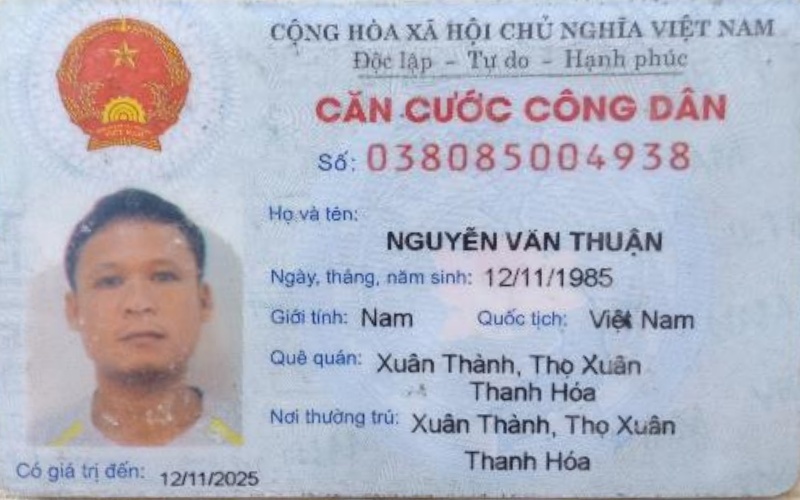 CỘNG HÒA XÃ HỘI CHỦ NGHĨA VIỆT NAM
Độc lập - Tự do - Hạnh phúc
CĂN CƯỚC CÔNG DÂN
Số: 038085004938
Họ và tên:
NGUYỄN VĂN THUẬN
Ngày, tháng, năm sinh: 12/11/1985
Giới tính: Nam Quốc tịch: Việt Nam
Quê quán: Xuân Thành, Thọ Xuân
Thanh Hóa
Nơi thường trú: Xuân Thành, Thọ Xuân
Thanh Hóa
Có giá trị đến: 12/11/2025